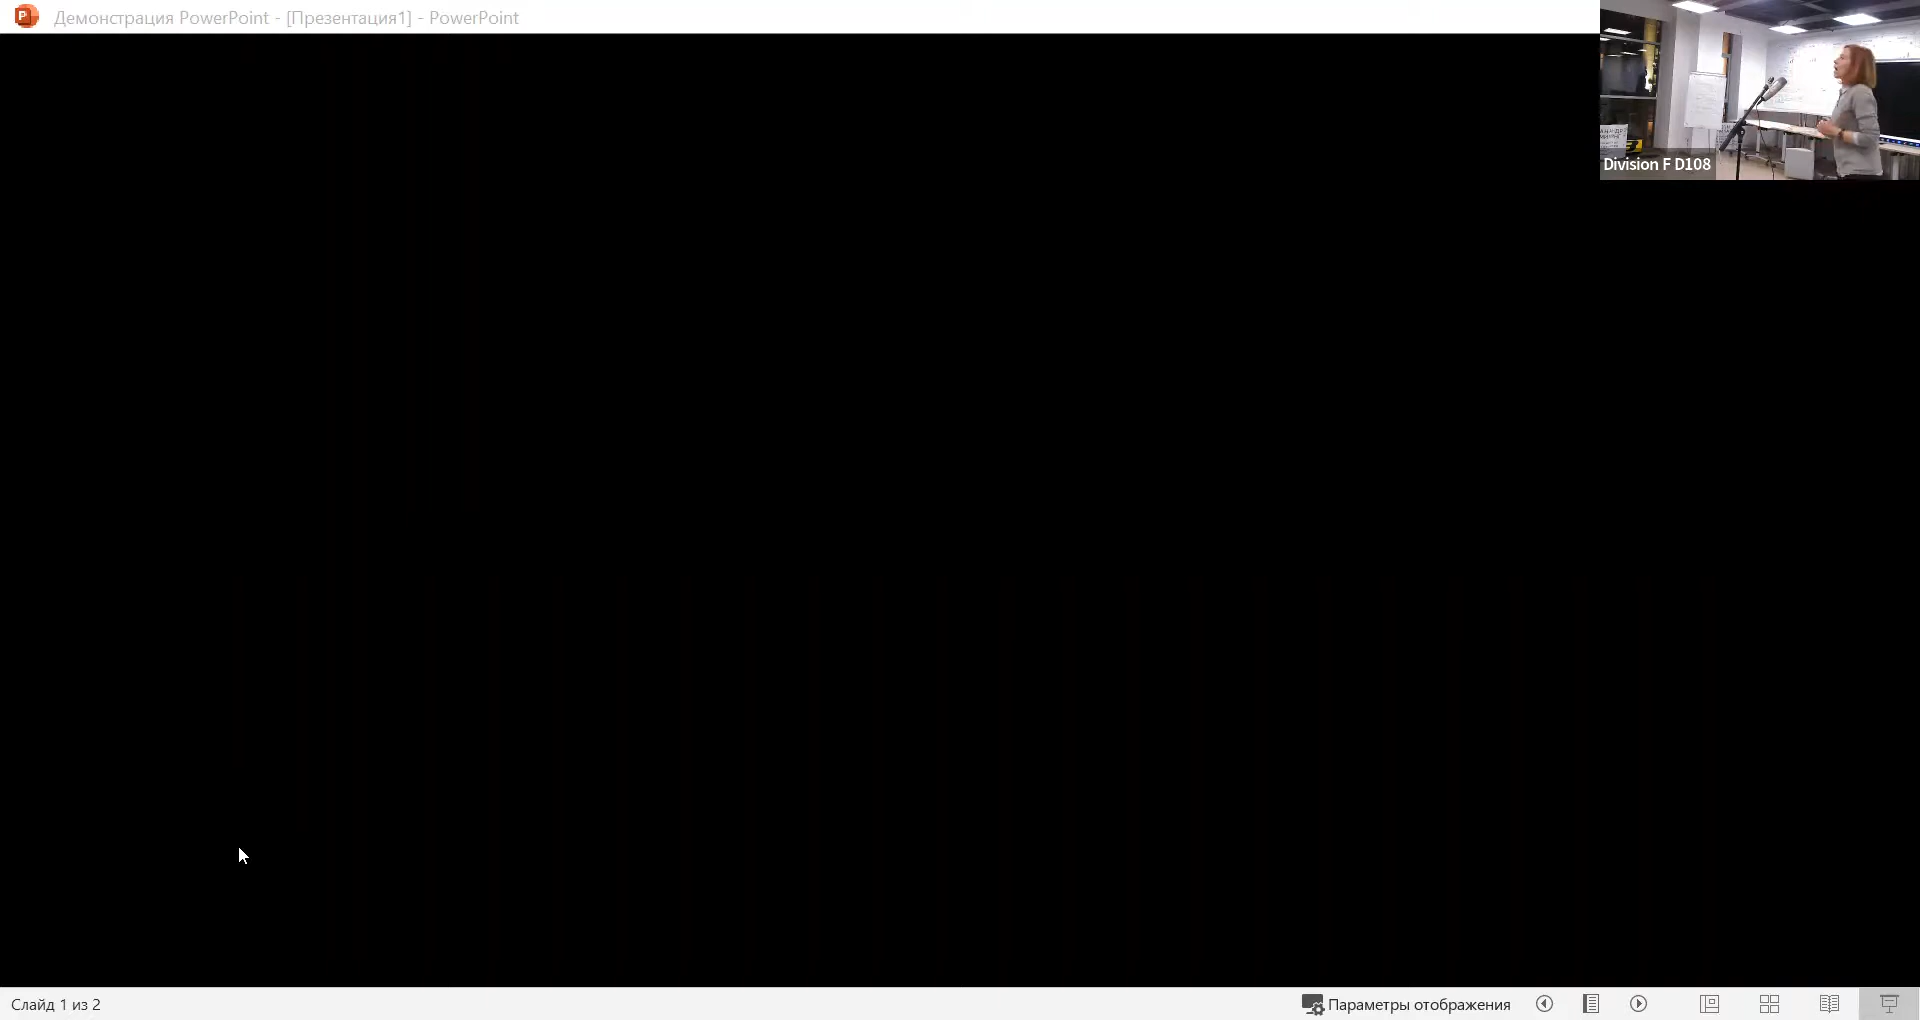 Демонстрация PowerPoint - [Презентация1] - PowerPoint
Division F D108
Слайд 1 из 2
Параметры отображения